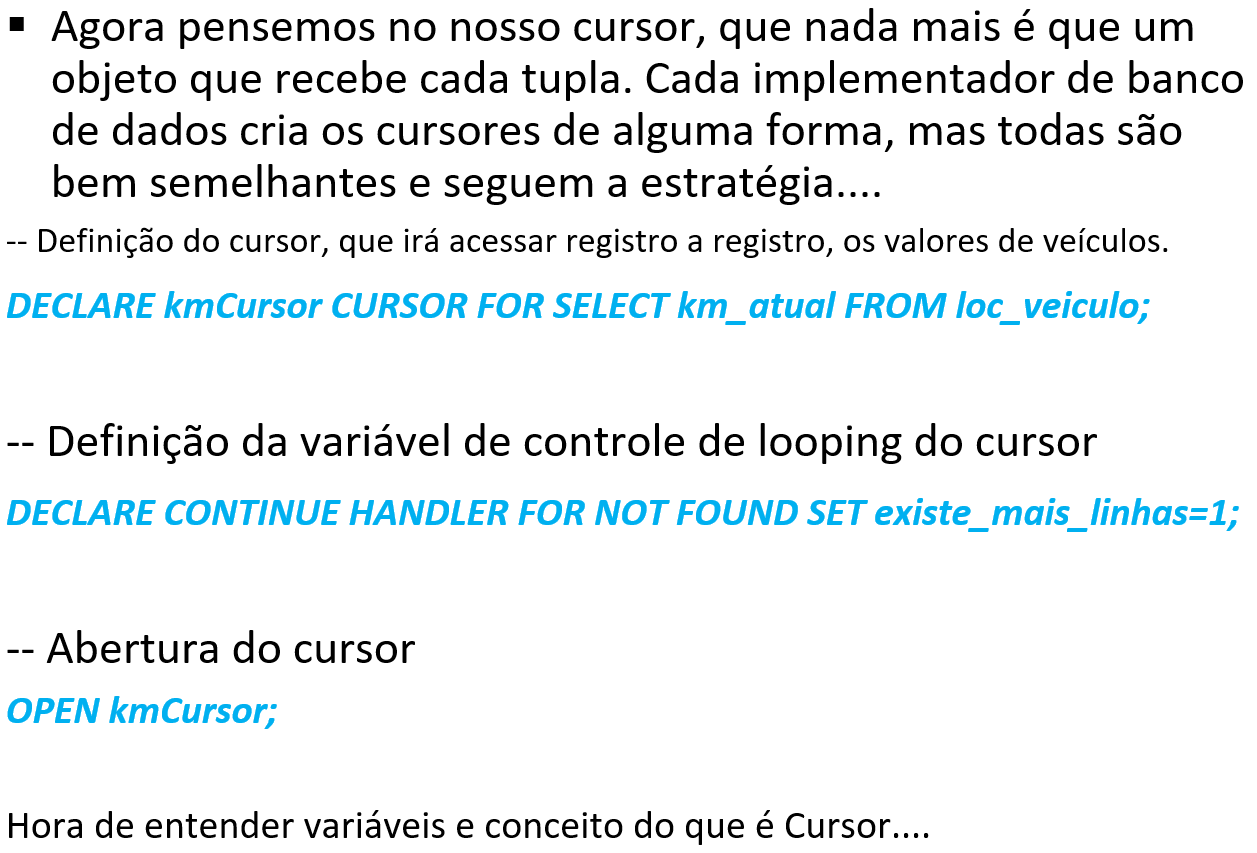 ▪ Agora pensemos no nosso cursor, que nada mais é que um
objeto que recebe cada tupla. Cada implementador de banco
de dados cria os cursores de alguma forma, mas todas são
bem semelhantes e seguem a estratégia....
-- Definição do cursor, que irá acessar registro a registro, os valores de veículos.
DECLARE kmCursor CURSOR FOR SELECT km_atual FROM loc_veiculo;
-- Definição da variável de controle de looping do cursor
DECLARE CONTINUE HANDLER FOR NOT FOUND SET existe_mais_linhas=1;
-- Abertura do cursor
OPEN kmCursor;
Hora de entender variáveis e conceito do que é Cursor....